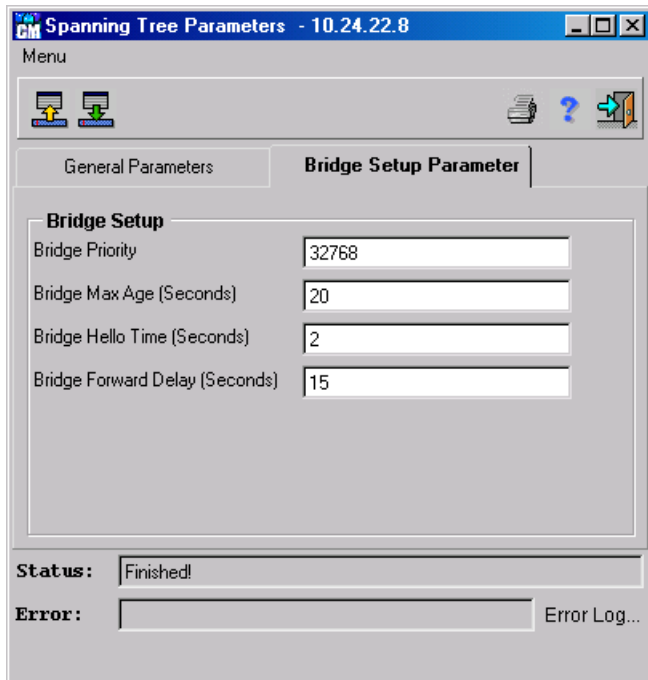 CM Spanning Tree Parameters - 10.24.22.8
Menu
?
General Parameters
Bridge Setup Parameter
Bridge Setup
Bridge Priority 32768
Bridge Max Age (Seconds) 20
Bridge Hello Time (Seconds) 2
Bridge Forward Delay (Seconds) 15
Status: Finished!
Error: Error Log...